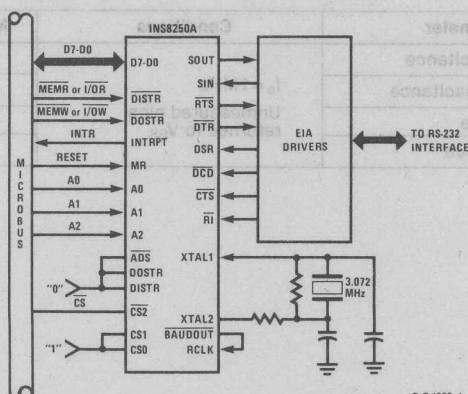 INS8250A
D7-D0
D7-D0
MEMR or I/OR
DISTR
MEMW or I/OW
DOSTR
INTR
INTRPT
RESET
MR
A0
A0
A1
A1
A2
A2
ADS
DOSTR
"0"
DISTR
CS
CS2
CS1
"1"
CS0
MICROBUS
SOUT
SIN
RTS
DTR
DSR
DCD
CTS
RI
XTAL1
XTAL2
BAUDOUT
RCLK
EIA
DRIVERS
TO RS-232
INTERFACE
3.072
MHz